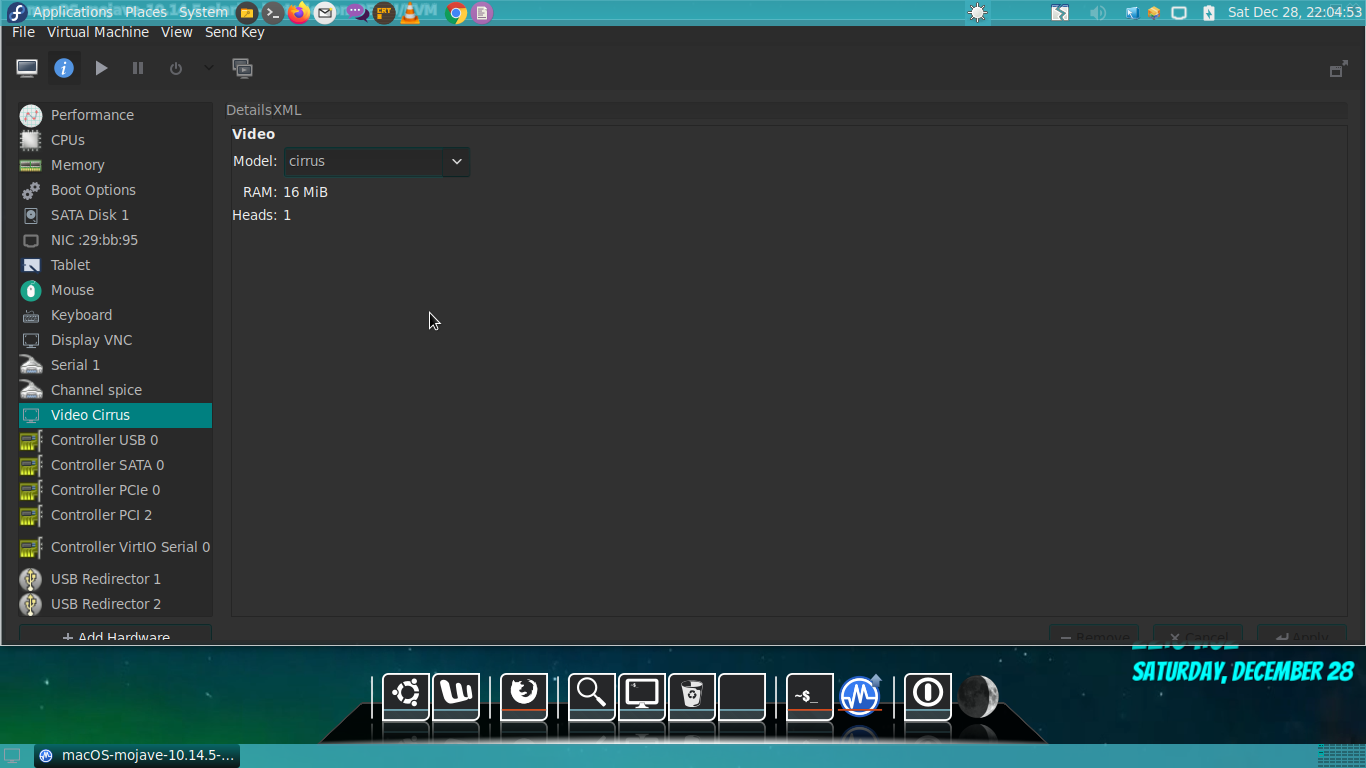 Applications Places System
Sat Dec 28, 22:04:53
File Virtual Machine View Send Key
Performance
CPUs
Memory
Boot Options
SATA Disk 1
NIC :29:bb:95
Tablet
Mouse
Keyboard
Display VNC
Serial 1
Channel spice
Video Cirrus
Controller USB 0
Controller SATA 0
Controller PCIe 0
Controller PCI 2
Controller VirtIO Serial 0
USB Redirector 1
USB Redirector 2
Add Hardware
Details XML
Video
Model: cirrus
RAM: 16 MiB
Heads: 1
Remove Cancel Apply
SATURDAY, DECEMBER 28
~$_
macOS-mojave-10.14.5-...